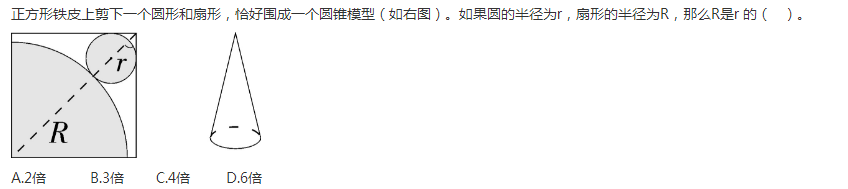 正方形铁皮上剪下一个圆形和扇形，恰好围成一个圆锥模型（如右图）。如果圆的半径为r，扇形的半径为R，那么R是r 的（　）。
r
R
A.2倍 B.3倍 C.4倍 D.6倍